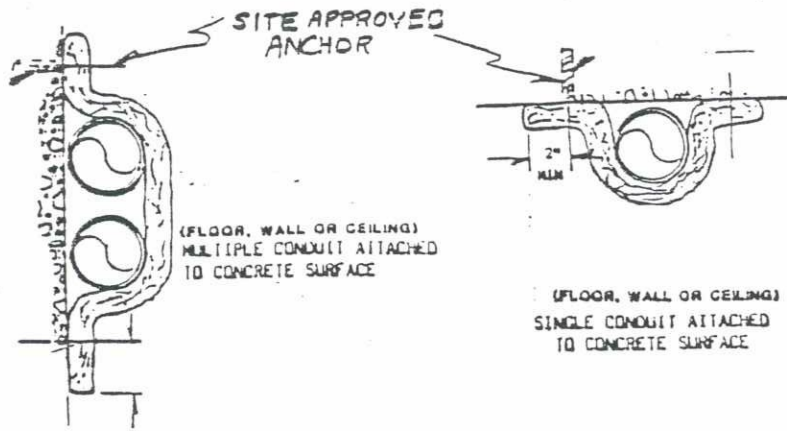 SITE APPROVED
ANCHOR
2"
MIN
(FLOOR, WALL OR CEILING)
MULTIPLE CONDUIT ATTACHED
TO CONCRETE SURFACE
(FLOOR, WALL OR CEILING)
SINGLE CONDUIT ATTACHED
TO CONCRETE SURFACE